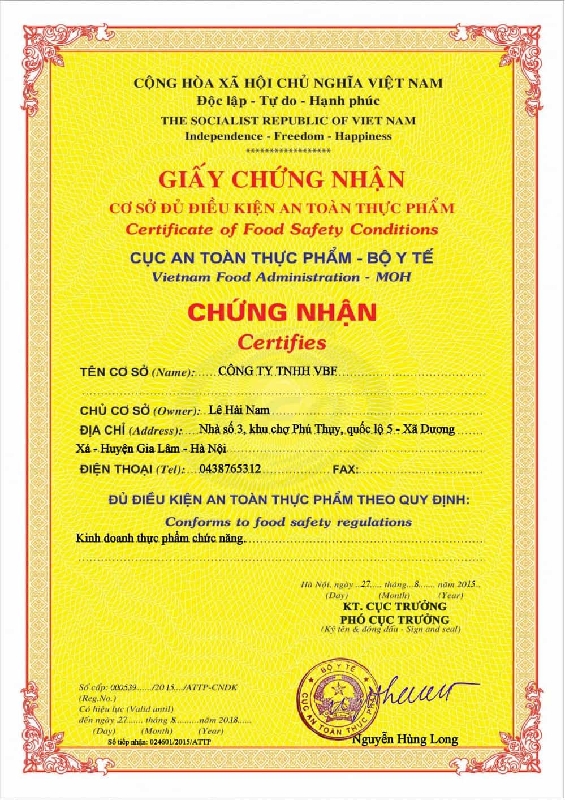 CỘNG HÒA XÃ HỘI CHỦ NGHĨA VIỆT NAM
Độc lập - Tự do - Hạnh phúc
THE SOCIALIST REPUBLIC OF VIET NAM
Independence - Freedom - Happiness
******************
GIẤY CHỨNG NHẬN
CƠ SỞ ĐỦ ĐIỀU KIỆN AN TOÀN THỰC PHẨM
Certificate of Food Safety Conditions
CỤC AN TOÀN THỰC PHẨM - BỘ Y TẾ
Vietnam Food Administration - MOH
CHỨNG NHẬN
Certifies
TÊN CƠ SỞ (Name):......CÔNG TY TNHH VBF
CHỦ CƠ SỞ (Owner): Lê Hải Nam
ĐỊA CHỈ (Address):....Nhà số 3, khu chợ Phú Thụy, quốc lộ 5 - Xã Dương
Xá - Huyện Gia Lâm - Hà Nội
ĐIỆN THOẠI (Tel): 0438765312 FAX:
ĐỦ ĐIỀU KIỆN AN TOÀN THỰC PHẨM THEO QUY ĐỊNH:
Conforms to food safety regulations
Kinh doanh thực phẩm chức năng
Hà Nội, ngày...27..... tháng...8....... năm 2015..
(Day) (Month) (Year)
KT. CỤC TRƯỞNG
PHÓ CỤC TRƯỞNG
(Ký tên & đóng dấu - Sign and seal)
BỘ Y TẾ
CỤC AN TOÀN THỰC PHẨM
Số cấp: 000539....../2015..../ATTP-CNĐK
(Reg.No.)
Có hiệu lực (Valid until)
đến ngày 27...... tháng 8..........năm 2018.....
(Day) (Month) (Year)
Số tiếp nhận: 024601/2015/ATTP
Nguyễn Hùng Long